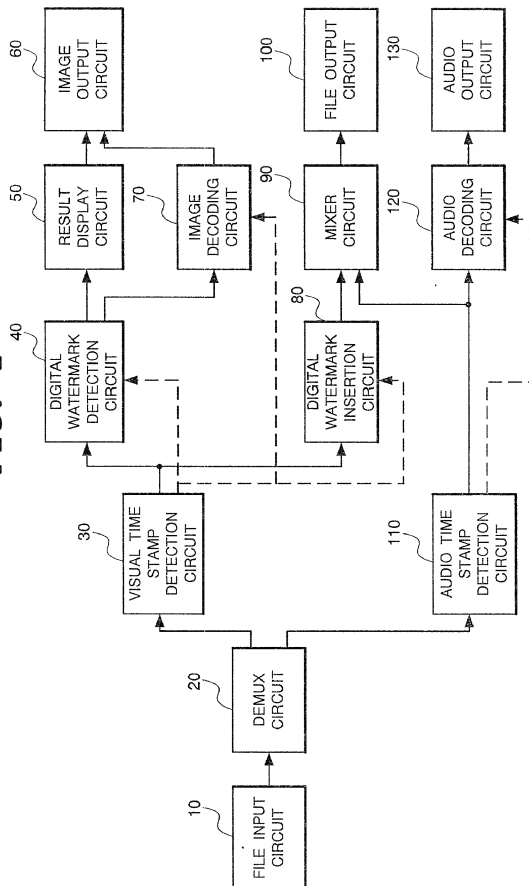 10
FILE INPUT
CIRCUIT
20
DEMUX
CIRCUIT
30
VISUAL TIME
STAMP
DETECTION
CIRCUIT
40
DIGITAL
WATERMARK
DETECTION
CIRCUIT
50
RESULT
DISPLAY
CIRCUIT
60
IMAGE
OUTPUT
CIRCUIT
70
IMAGE
DECODING
CIRCUIT
80
DIGITAL
WATERMARK
INSERTION
CIRCUIT
90
MIXER
CIRCUIT
100
FILE OUTPUT
CIRCUIT
110
AUDIO TIME
STAMP
DETECTION
CIRCUIT
120
AUDIO
DECODING
CIRCUIT
130
AUDIO
OUTPUT
CIRCUIT